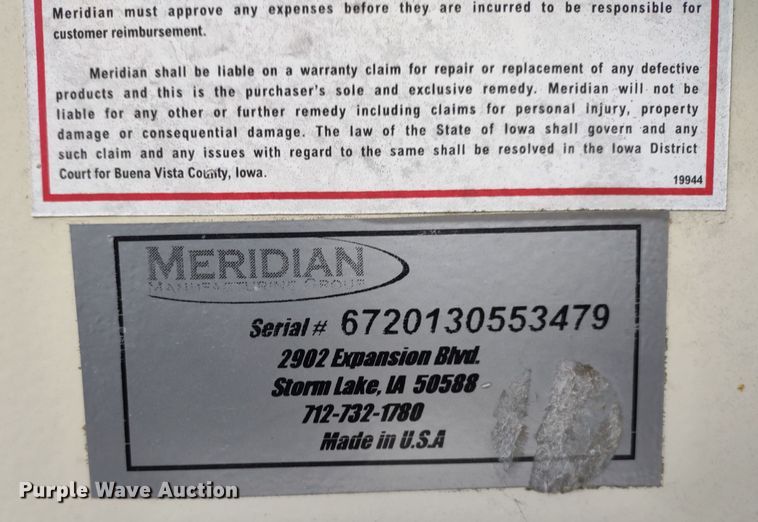 Meridian must approve any expenses before they are incurred to be responsible for
customer reimbursement.
Meridian shall be liable on a warranty claim for repair or replacement of any defective
products and this is the purchaser's sole and exclusive remedy. Meridian will not be
liable for any other or further remedy including claims for personal injury, property
damage or consequential damage. The law of the State of Iowa shall govern and any
such claim and any issues with regard to the same shall be resolved in the Iowa District
Court for Buena Vista County, Iowa.
19944
MERIDIAN
MANUFACTURING GROUP
Serial # 6720130553479
2902 Expansion Blvd.
Storm Lake, IA 50588
712-732-1780
Made in U.S.A
Purple Wave Auction